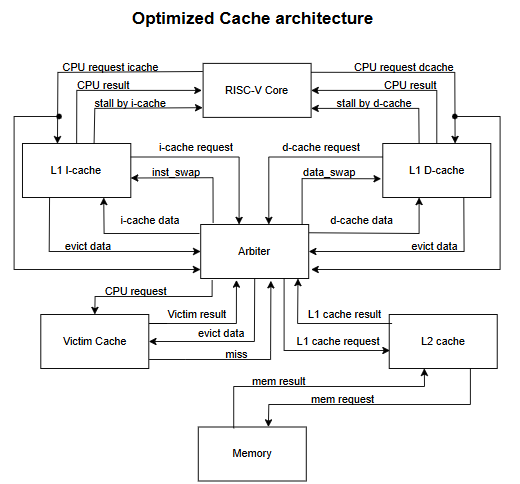 Optimized Cache architecture
CPU request icache
CPU request dcache
CPU result
RISC-V Core
CPU result
stall by i-cache
stall by d-cache
i-cache request
d-cache request
L1 I-cache
inst_swap
data_swap
L1 D-cache
i-cache data
d-cache data
evict data
Arbiter
evict data
CPU request
Victim result
L1 cache result
Victim Cache
evict data
L1 cache request
L2 cache
miss
mem result
mem request
Memory